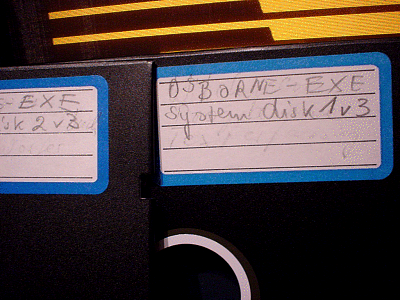 -EXE
isk 2 v3
OSBORNE-EXE
system disk 1 v3